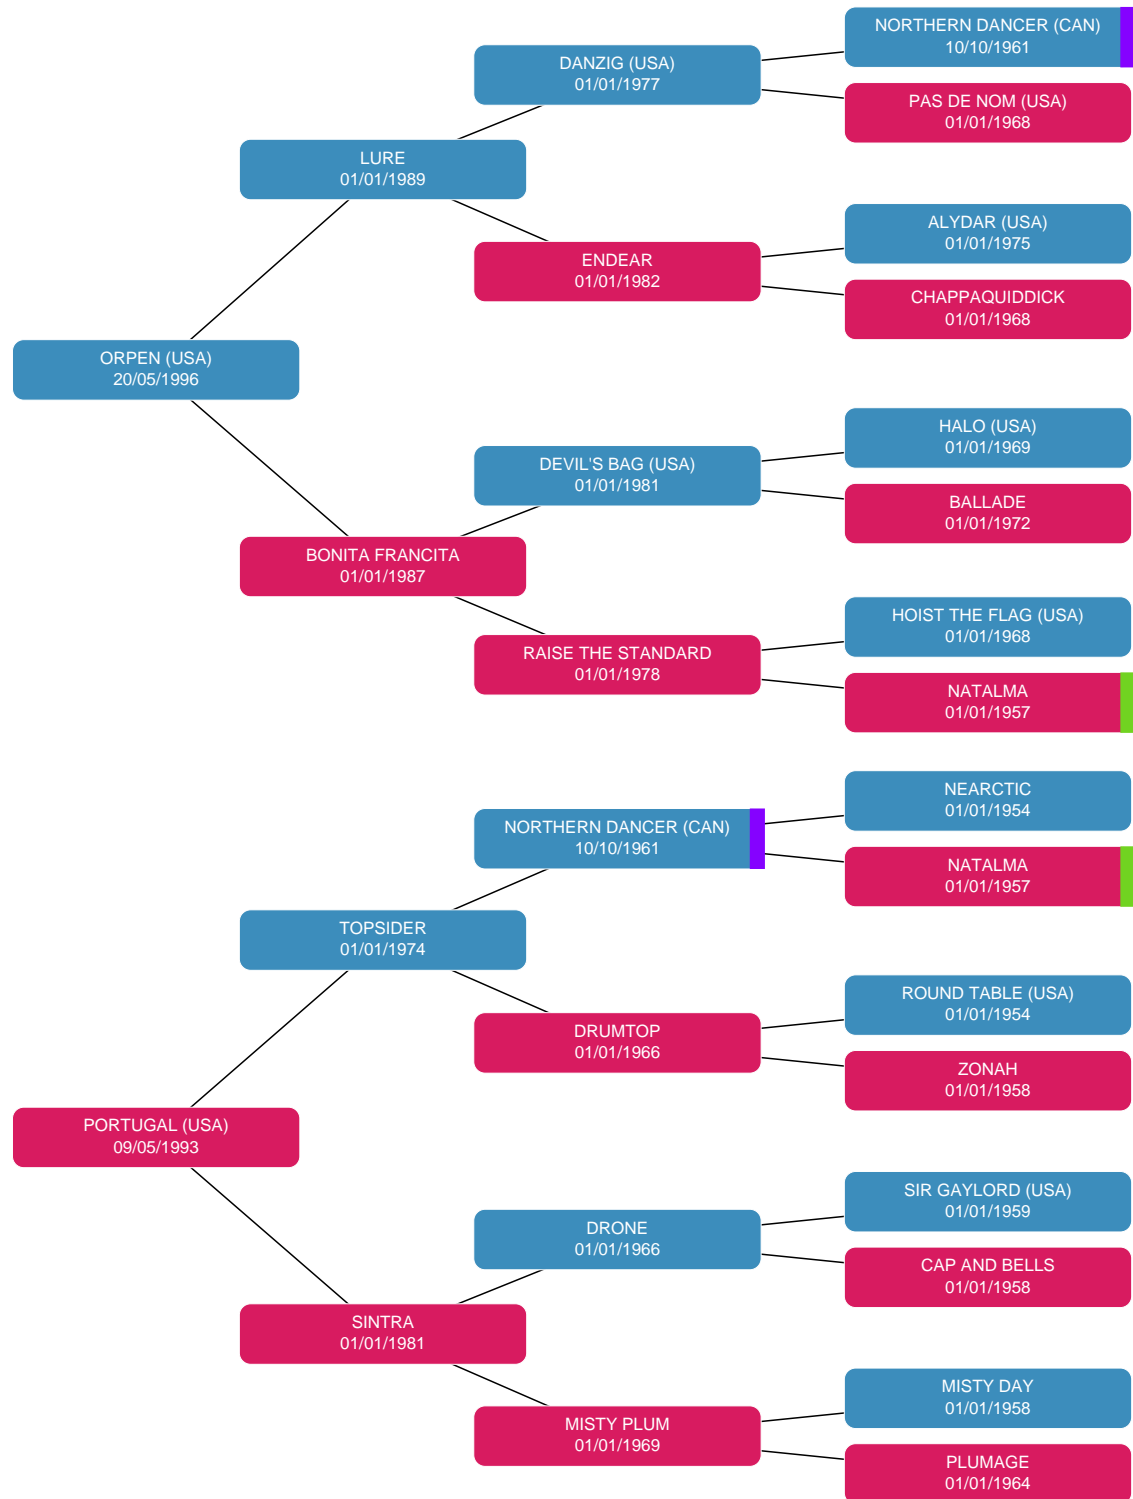 NORTHERN DANCER (CAN)
10/10/1961
DANZIG (USA)
01/01/1977
PAS DE NOM (USA)
01/01/1968
LURE
01/01/1989
ALYDAR (USA)
01/01/1975
ENDEAR
01/01/1982
CHAPPAQUIDDICK
01/01/1968
ORPEN (USA)
20/05/1996
HALO (USA)
01/01/1969
DEVIL'S BAG (USA)
01/01/1981
BALLADE
01/01/1972
BONITA FRANCITA
01/01/1987
HOIST THE FLAG (USA)
01/01/1968
RAISE THE STANDARD
01/01/1978
NATALMA
01/01/1957
NEARCTIC
01/01/1954
NORTHERN DANCER (CAN)
10/10/1961
NATALMA
01/01/1957
TOPSIDER
01/01/1974
ROUND TABLE (USA)
01/01/1954
DRUMTOP
01/01/1966
ZONAH
01/01/1958
PORTUGAL (USA)
09/05/1993
SIR GAYLORD (USA)
01/01/1959
DRONE
01/01/1966
CAP AND BELLS
01/01/1958
SINTRA
01/01/1981
MISTY DAY
01/01/1958
MISTY PLUM
01/01/1969
PLUMAGE
01/01/1964